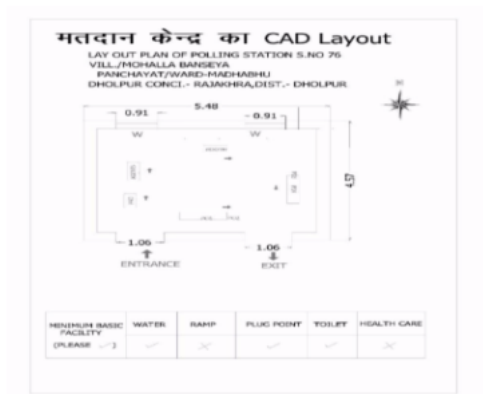 मतदान केन्द्र का CAD Layout
LAY OUT PLAN OF POLLING STATION S.NO 76
VILL./MOHALLA BANSEYA
PANCHAYAT/WARD-MADHABHU
DHOLPUR CONCI.- RAJAKHRA,DIST.- DHOLPUR
5.48
0.91
0.91
W
W
4.57
1.06
1.06
ENTRANCE
EXIT
MINIMUM BASIC FACILITY WATER RAMP PLUG POINT TOILET HEALTH CARE
(PLEASE ✓) ✓ ✕ ✓ ✓ ✕